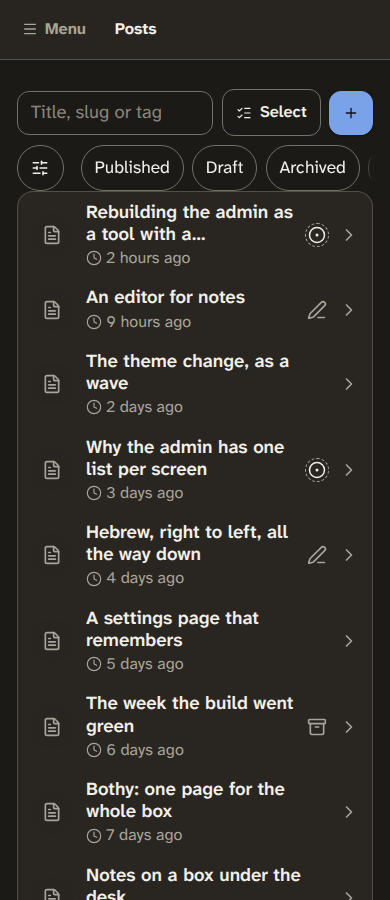 Menu
Posts
Title, slug or tag
Select
Published
Draft
Archived
Rebuilding the admin as
a tool with a...
2 hours ago
An editor for notes
9 hours ago
The theme change, as a
wave
2 days ago
Why the admin has one
list per screen
3 days ago
Hebrew, right to left, all
the way down
4 days ago
A settings page that
remembers
5 days ago
The week the build went
green
6 days ago
Bothy: one page for the
whole box
7 days ago
Notes on a box under the
desk